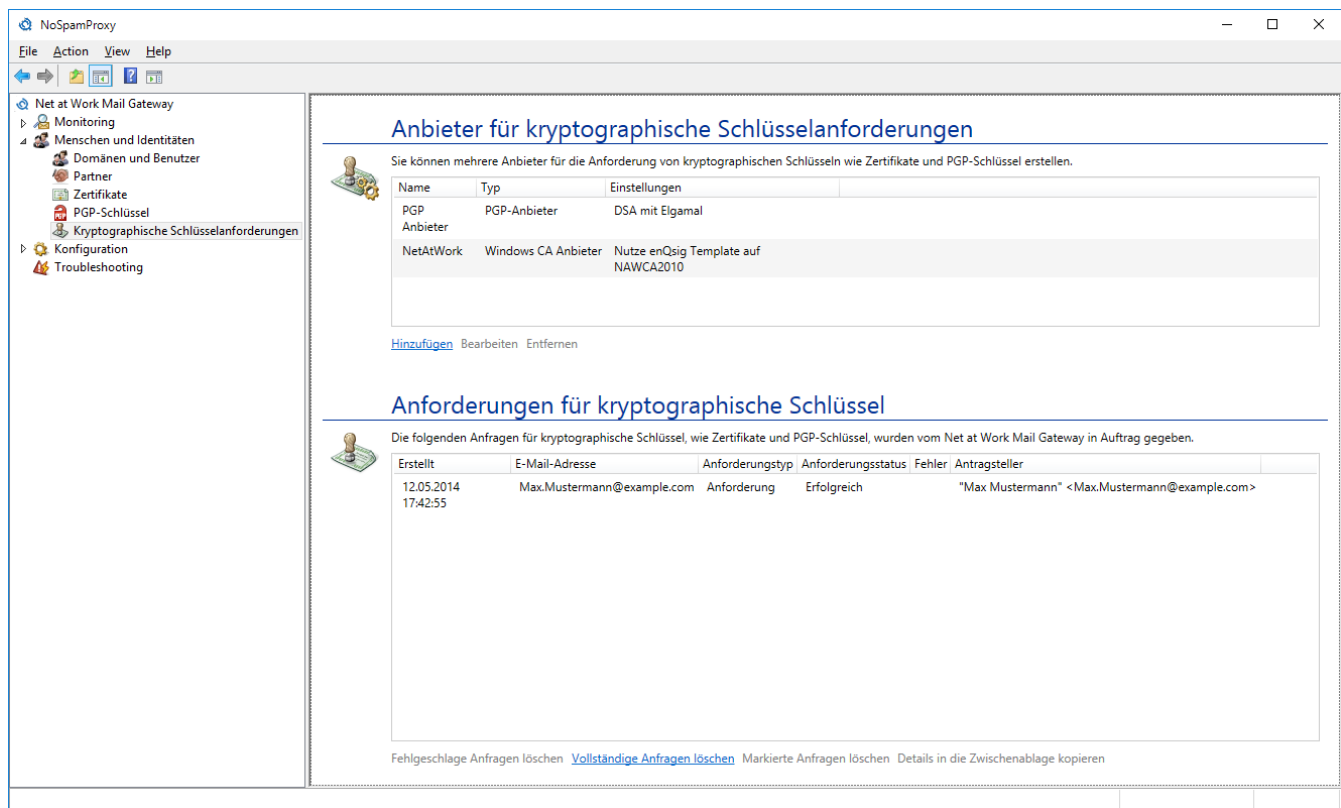 NoSpamProxy
File Action View Help
Net at Work Mail Gateway
Monitoring
Menschen und Identitäten
Domänen und Benutzer
Partner
Zertifikate
PGP-Schlüssel
Kryptographische Schlüsselanforderungen
Konfiguration
Troubleshooting
Anbieter für kryptographische Schlüsselanforderungen
Sie können mehrere Anbieter für die Anforderung von kryptographischen Schlüsseln wie Zertifikate und PGP-Schlüssel erstellen.
Name Typ Einstellungen
PGP PGP-Anbieter DSA mit Elgamal
Anbieter
NetAtWork Windows CA Anbieter Nutze enQsig Template auf
NAWCA2010
Hinzufügen Bearbeiten Entfernen
Anforderungen für kryptographische Schlüssel
Die folgenden Anfragen für kryptographische Schlüssel, wie Zertifikate und PGP-Schlüssel, wurden vom Net at Work Mail Gateway in Auftrag gegeben.
Erstellt E-Mail-Adresse Anforderungstyp Anforderungsstatus Fehler Antragsteller
12.05.2014 Max.Mustermann@example.com Anforderung Erfolgreich "Max Mustermann" <Max.Mustermann@example.com>
17:42:55
Fehlgeschlage Anfragen löschen Vollständige Anfragen löschen Markierte Anfragen löschen Details in die Zwischenablage kopieren